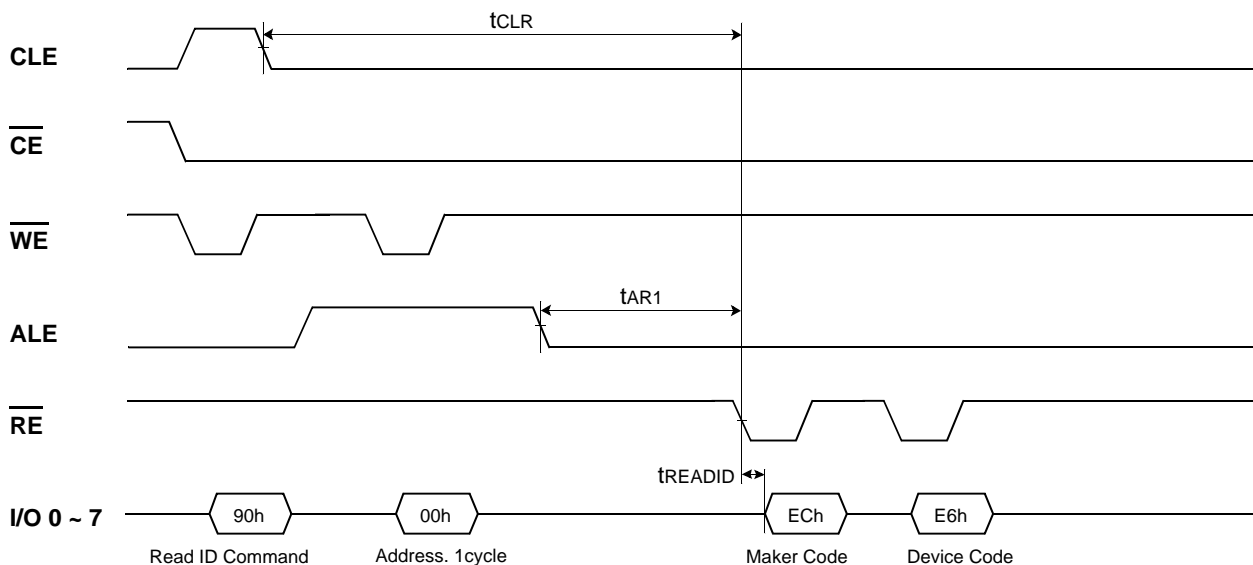 tCLR
CLE
CE
WE
tAR1
ALE
RE
tREADID
I/O 0 ~ 7 90h 00h ECh E6h
Read ID Command Address. 1cycle Maker Code Device Code